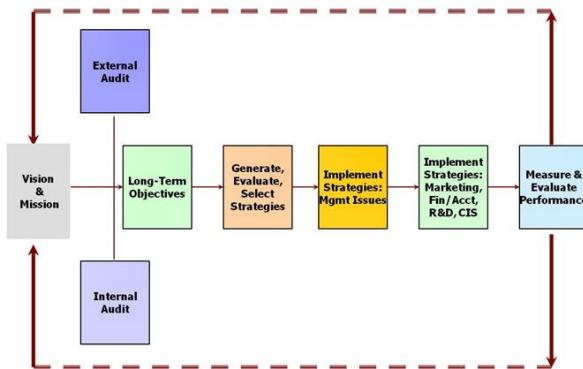 External
Audit
Vision
&
Mission
Long-Term
Objectives
Generate,
Evaluate,
Select
Strategies
Implement
Strategies:
Mgmt Issues
Implement
Strategies:
Marketing,
Fin/Acct,
R&D, CIS
Measure &
Evaluate
Performance
Internal
Audit